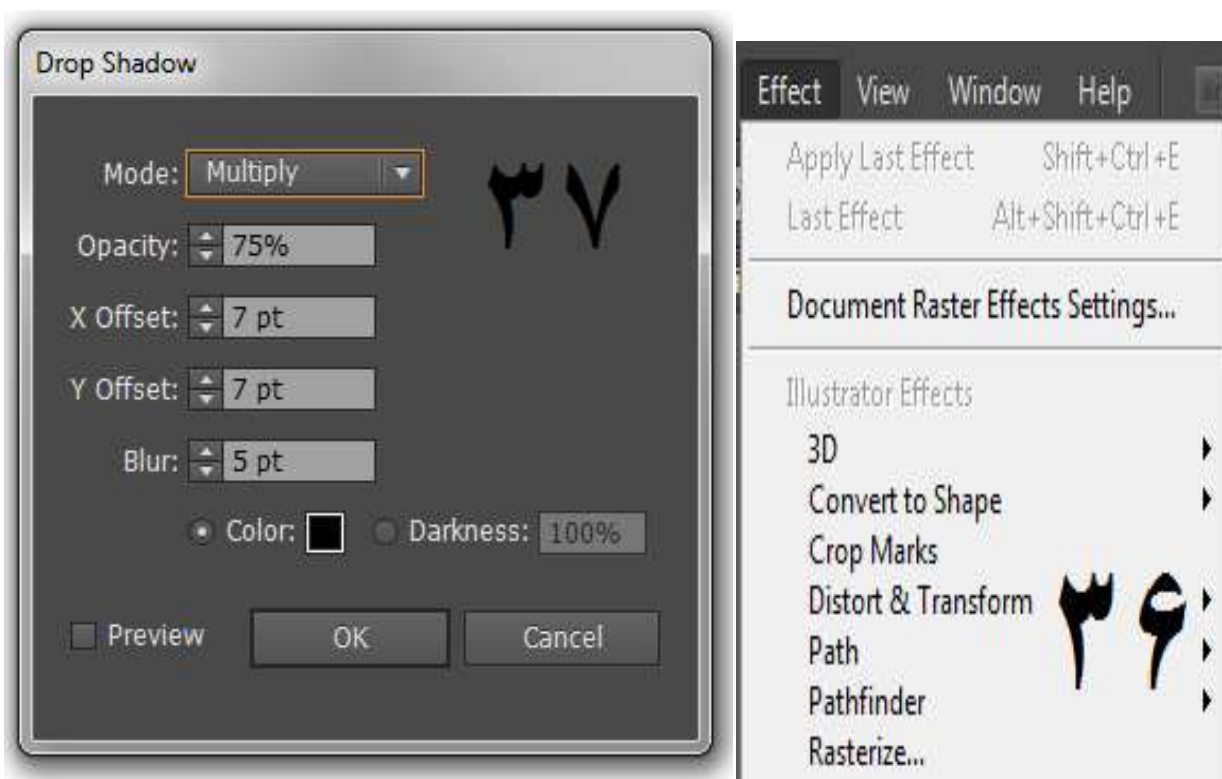 Drop Shadow
Mode: Multiply
۳۷
Opacity: 75%
X Offset: 7 pt
Y Offset: 7 pt
Blur: 5 pt
Color: Darkness: 100%
Preview OK Cancel
Effect View Window Help
Apply Last Effect Shift+Ctrl+E
Last Effect Alt+Shift+Ctrl+E
Document Raster Effects Settings...
Illustrator Effects
3D
Convert to Shape
Crop Marks
Distort & Transform
۳۶
Path
Pathfinder
Rasterize...